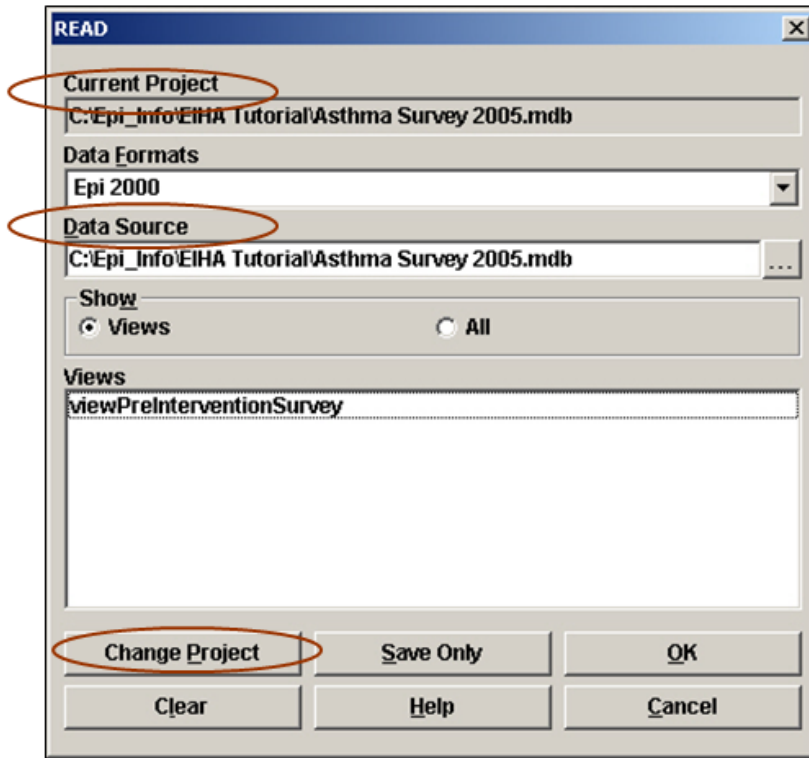 READ
Current Project
C:\Epi_Info\EIHA Tutorial\Asthma Survey 2005.mdb
Data Formats
Epi 2000
Data Source
C:\Epi_Info\EIHA Tutorial\Asthma Survey 2005.mdb
...
Show
Views All
Views
viewPreInterventionSurvey
Change Project Save Only OK
Clear Help Cancel